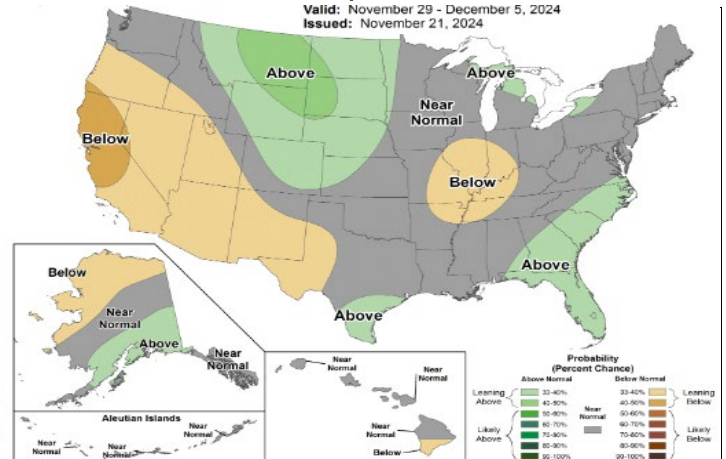 Valid: November 29 - December 5, 2024
Issued: November 21, 2024
Above
Above
Near
Normal
Below
Below
Above
Above
Below
Near
Normal
Above
Near
Normal
Aleutian Islands
Near
Normal
Near
Normal
Near
Normal
Near
Normal
Near
Normal
Near
Normal
Near
Normal
Below
Probability
(Percent Chance)
Above Normal
Below Normal
Leaning
Above
33-40%
40-50%
50-60%
Likely
Above
60-70%
70-80%
80-90%
90-100%
Near
Normal
33-40%
40-50%
50-60%
60-70%
70-80%
80-90%
90-100%
Leaning
Below
Likely
Below